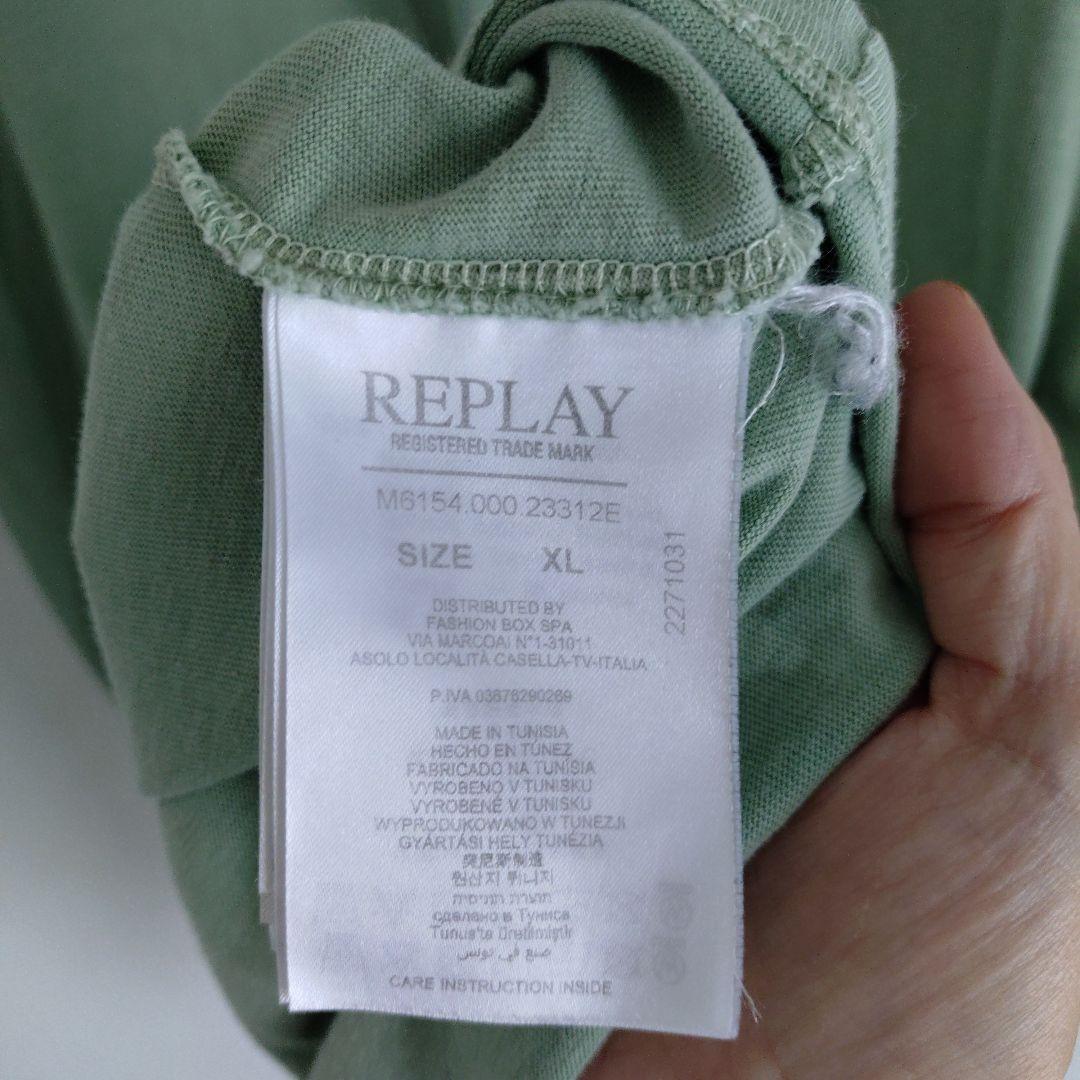 REPLAY
REGISTERED TRADE MARK
M6154.000.23312E
SIZE XL
2271031
DISTRIBUTED BY
FASHION BOX SPA
VIA MARCOAI N°1-31011
ASOLO LOCALITÀ CASELLA-TV-ITALIA
P.IVA 03676290269
MADE IN TUNISIA
HECHO EN TÚNEZ
FABRICADO NA TUNÍSIA
VYROBENO V TUNISKU
VYROBENÉ V TUNISKU
WYPRODUKOWANO W TUNEZJI
GYÁRTÁSI HELY TUNÉZIA
突尼斯制造
원산지 튀니지
сделано в Тунисе
Tunus'ta Üretilmiştir
صنع في تونس
CARE INSTRUCTION INSIDE